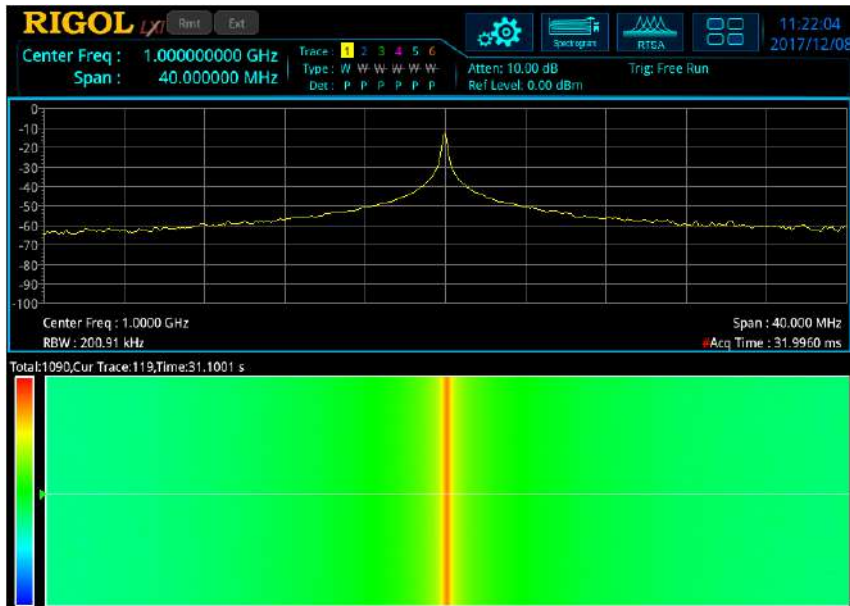 RIGOL LXI Rmt Ext
11:22:04
2017/12/08
Spectrogram
RTSA
Center Freq : 1.000000000 GHz
Span : 40.000000 MHz
Trace : 1 2 3 4 5 6
Type : W W W W W W
Det : P P P P P P
Atten: 10.00 dB
Ref Level: 0.00 dBm
Trig: Free Run
0
-10
-20
-30
-40
-50
-60
-70
-80
-90
-100
Center Freq : 1.0000 GHz
Span : 40.000 MHz
RBW : 200.91 kHz
#Acq Time : 31.9960 ms
Total:1090,Cur Trace:119,Time:31.1001 s